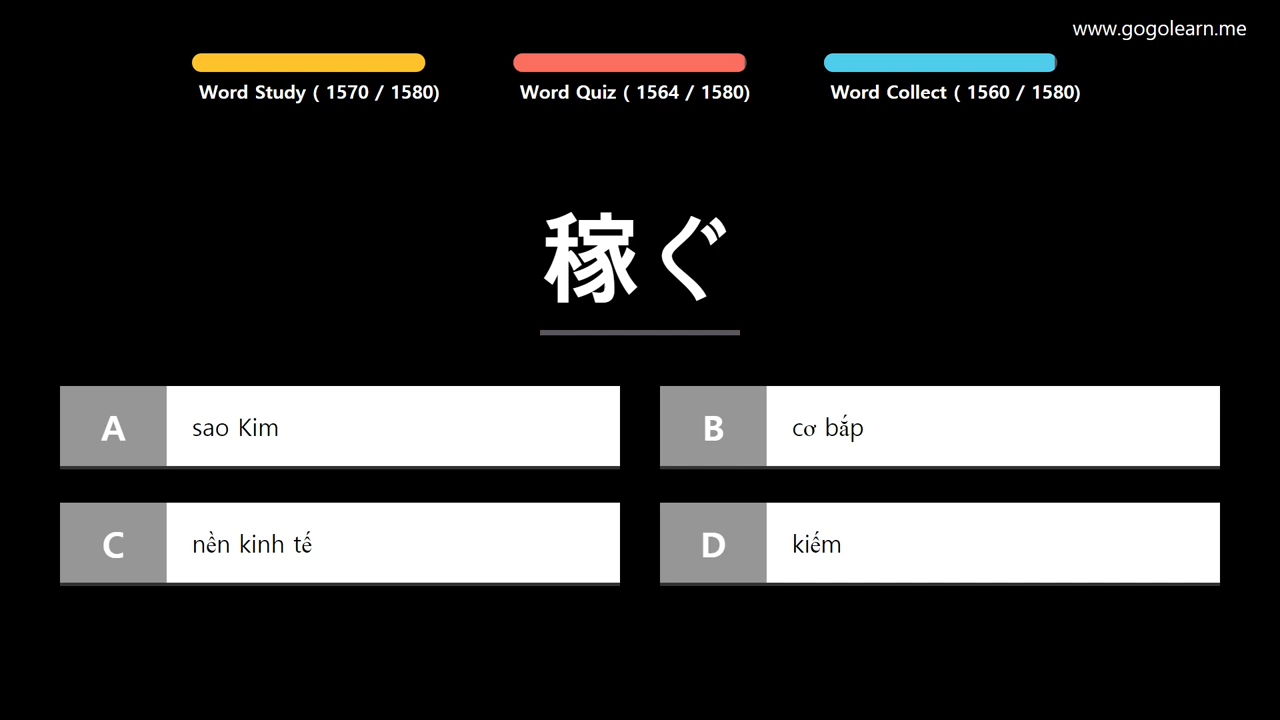 www.gogolearn.me
Word Study ( 1570 / 1580)
Word Quiz ( 1564 / 1580)
Word Collect ( 1560 / 1580)
稼ぐ
A sao Kim
B cơ bắp
C nền kinh tế
D kiếm